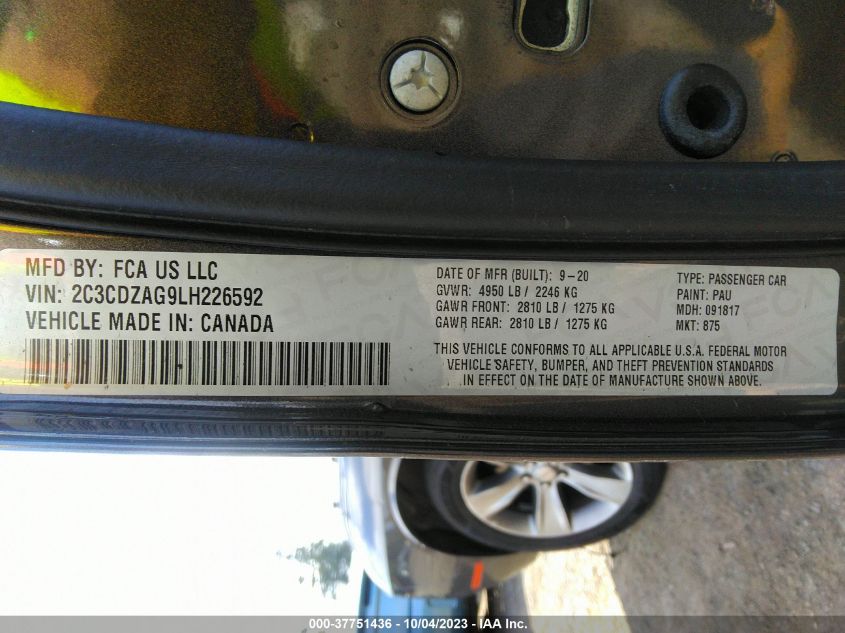 MFD BY: FCA US LLC
VIN: 2C3CDZAG9LH226592
VEHICLE MADE IN: CANADA
DATE OF MFR (BUILT): 9-20
GVWR: 4950 LB / 2246 KG
GAWR FRONT: 2810 LB / 1275 KG
GAWR REAR: 2810 LB / 1275 KG
TYPE: PASSENGER CAR
PAINT: PAU
MDH: 091817
MKT: 875
THIS VEHICLE CONFORMS TO ALL APPLICABLE U.S.A. FEDERAL MOTOR
VEHICLE SAFETY, BUMPER, AND THEFT PREVENTION STANDARDS
IN EFFECT ON THE DATE OF MANUFACTURE SHOWN ABOVE.
000-37751436 - 10/04/2023 - IAA Inc.